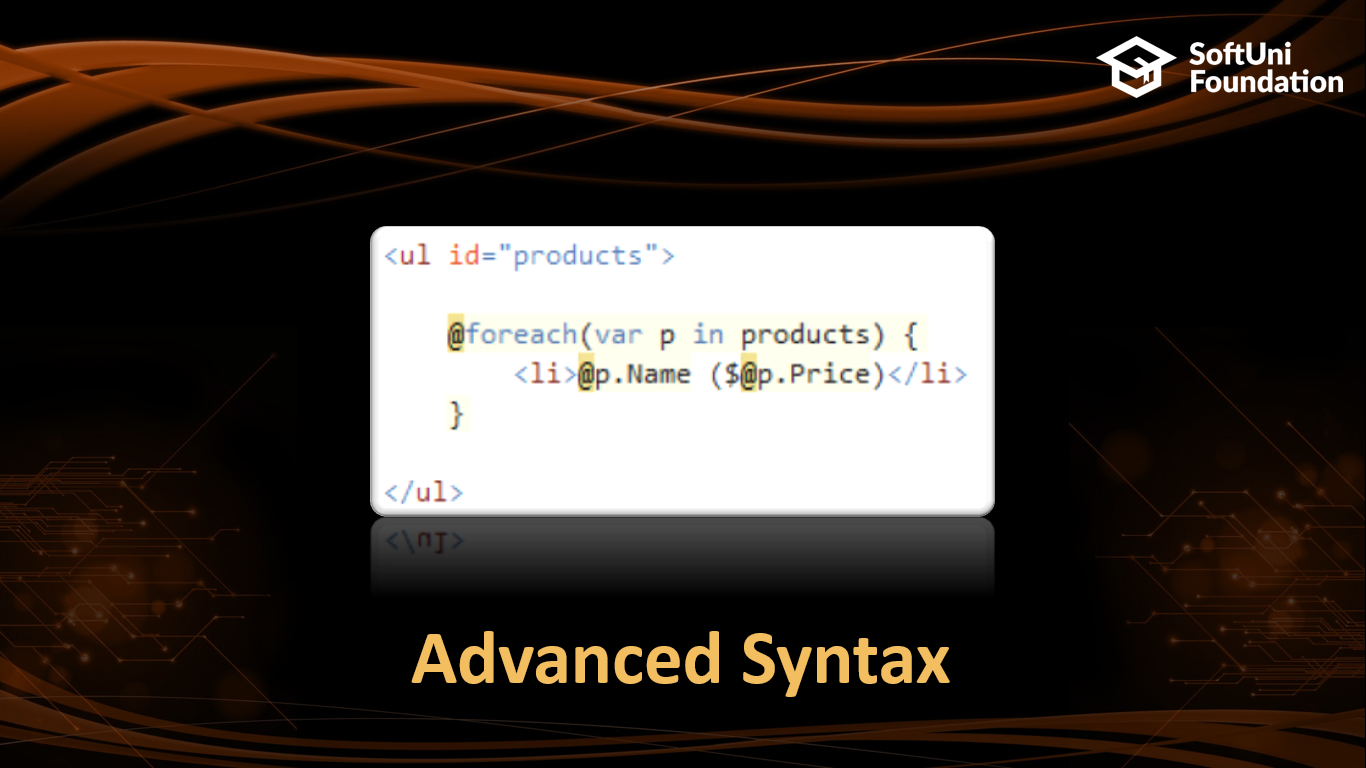 SoftUni
Foundation
<ul id="products">
@foreach(var p in products) {
<li>@p.Name ($@p.Price)</li>
}
</ul>
Advanced Syntax